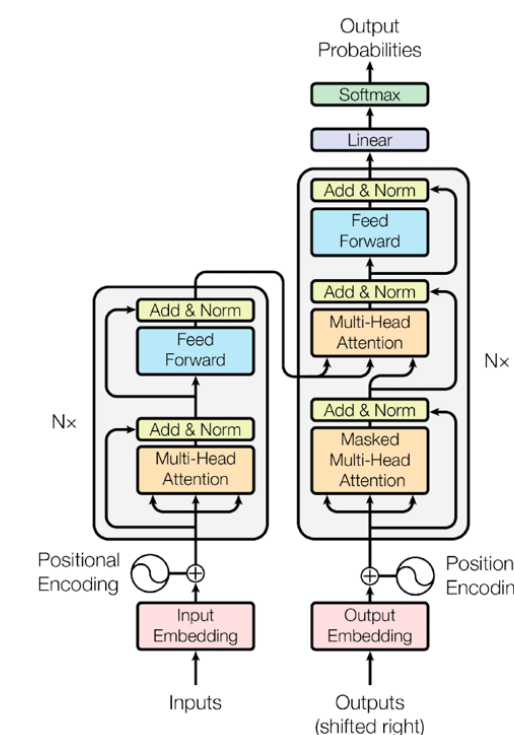 Output
Probabilities
Softmax
Linear
Add & Norm
Feed
Forward
Add & Norm
Multi-Head
Attention
Add & Norm
Masked
Multi-Head
Attention
N×
Add & Norm
Feed
Forward
Add & Norm
Multi-Head
Attention
N×
Positional
Encoding
Position
Encodin
Input
Embedding
Output
Embedding
Inputs
Outputs
(shifted right)